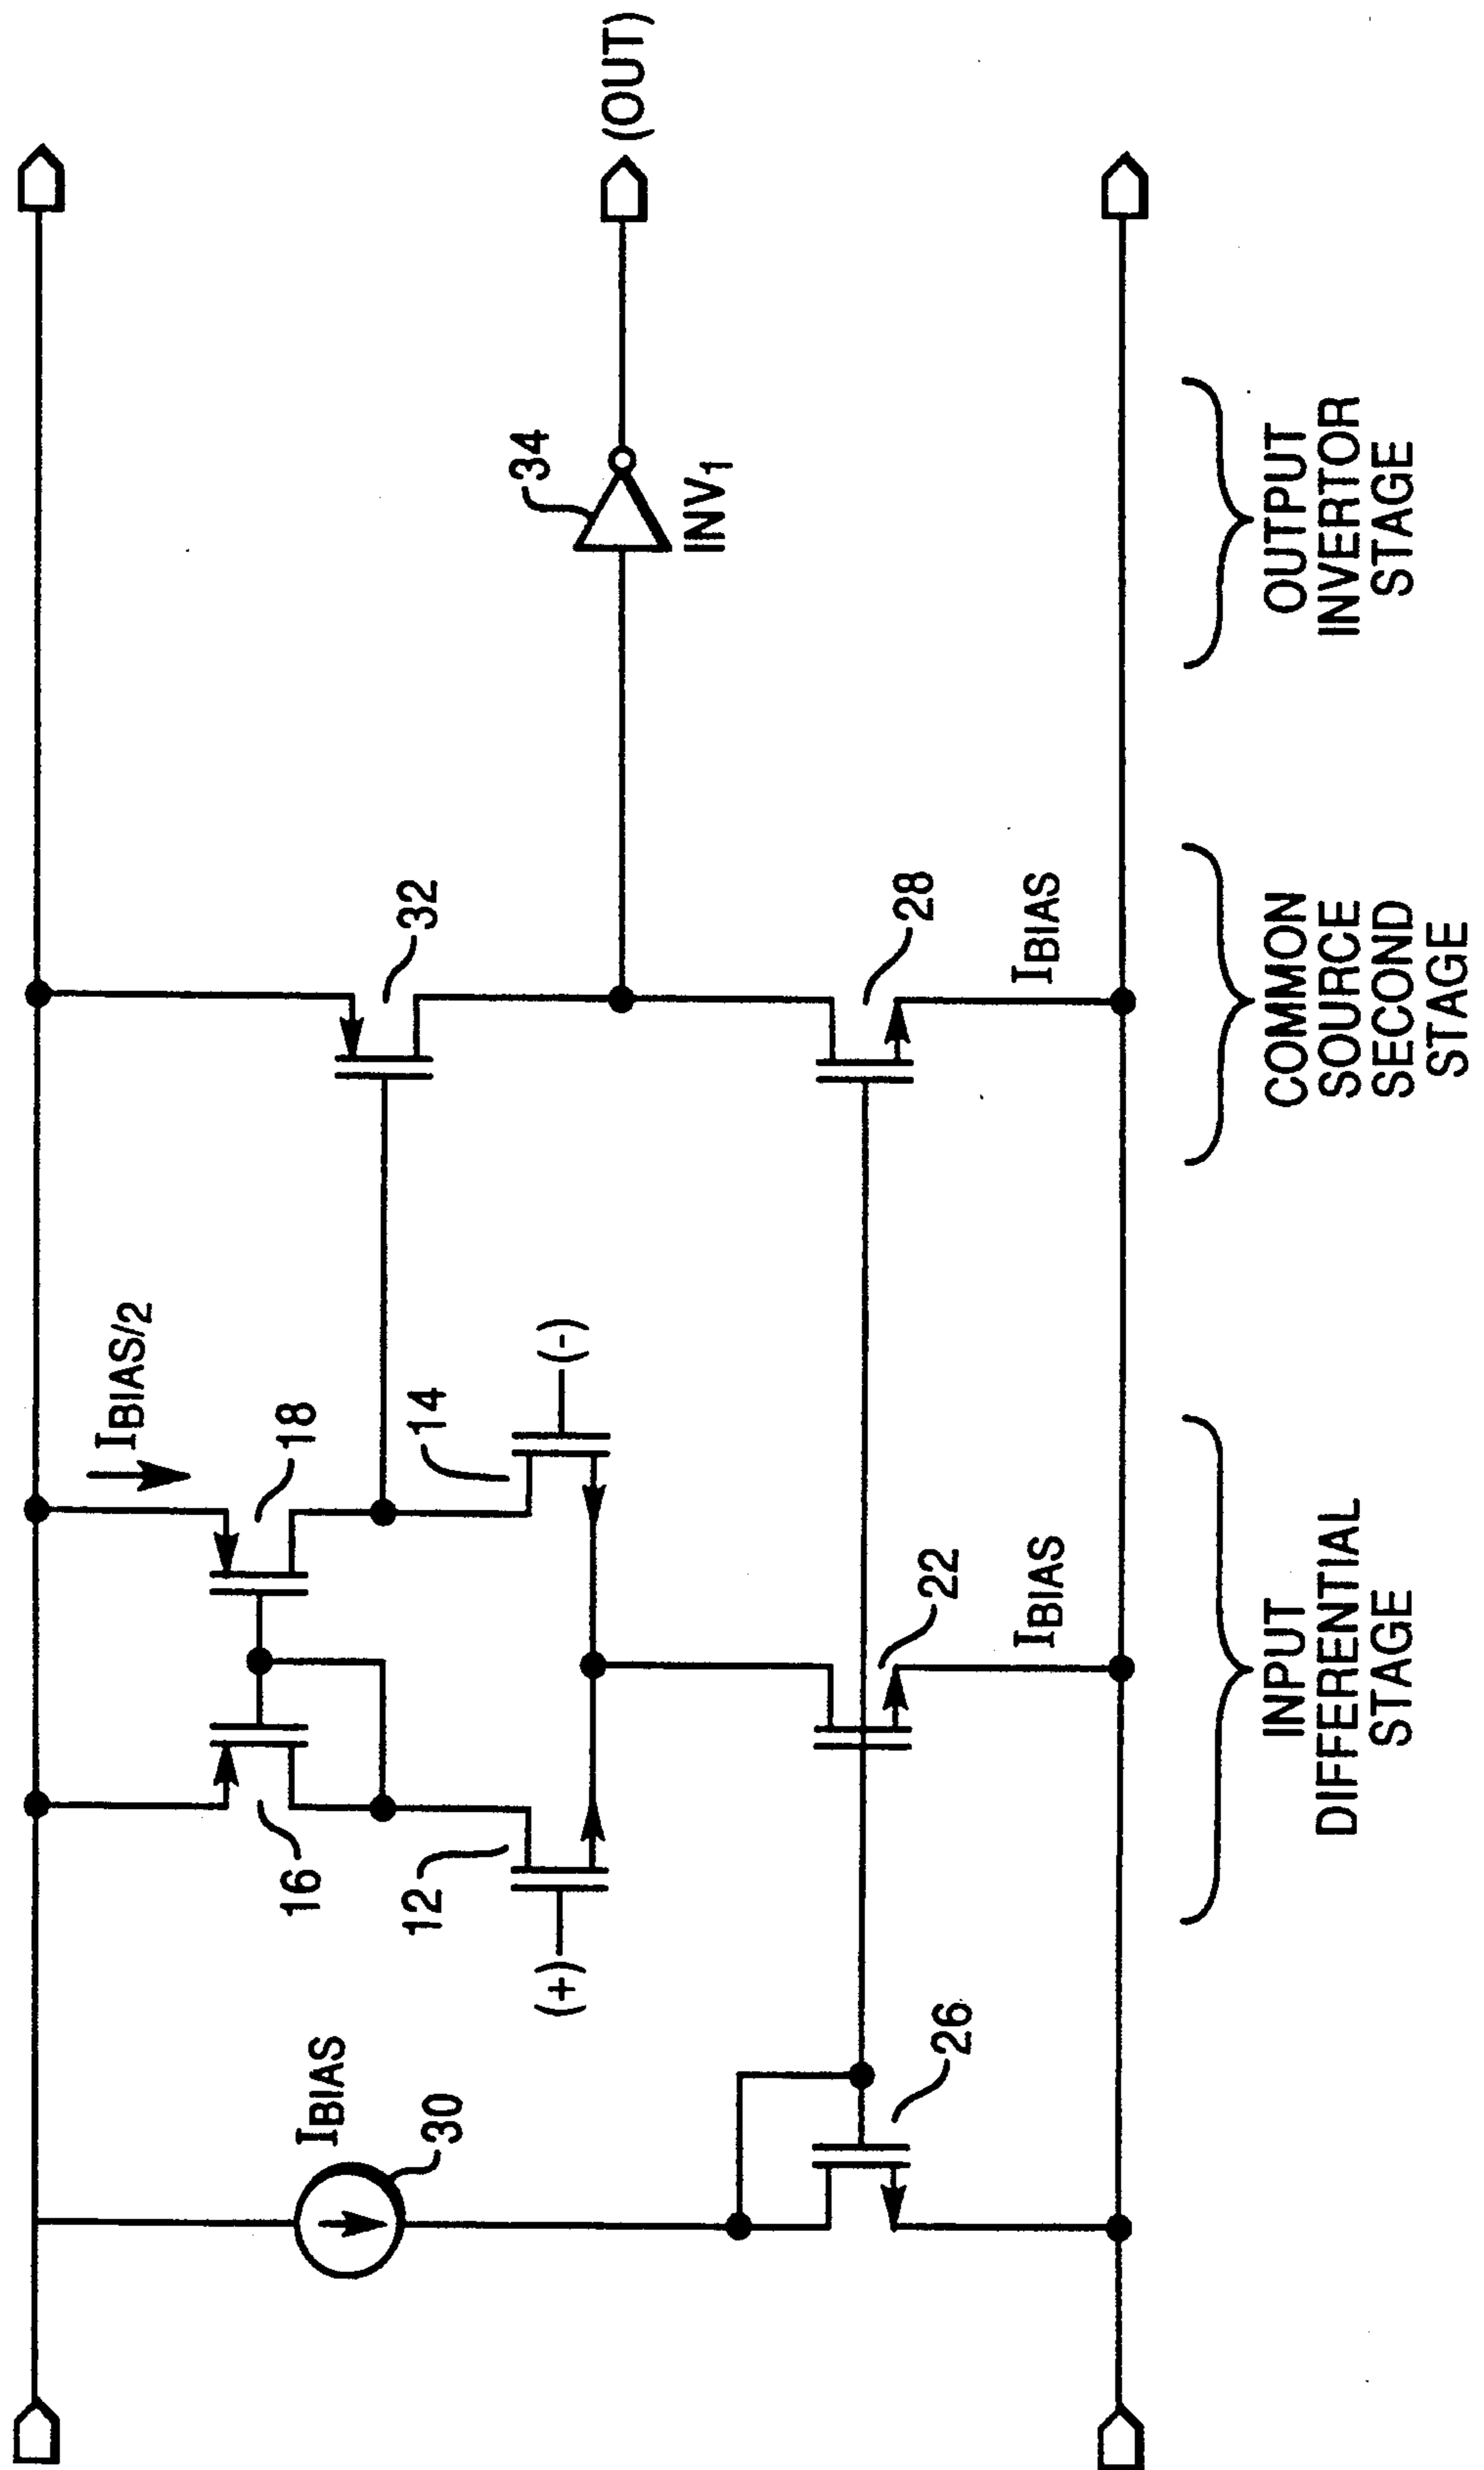 IBIAS
30
26
IBIAS/2
16
18
12
14
(+)
(-)
22
IBIAS
INPUT
DIFFERENTIAL
STAGE
32
28
IBIAS
COMMON
SOURCE
SECOND
STAGE
34
INV1
(OUT)
OUTPUT
INVERTOR
STAGE